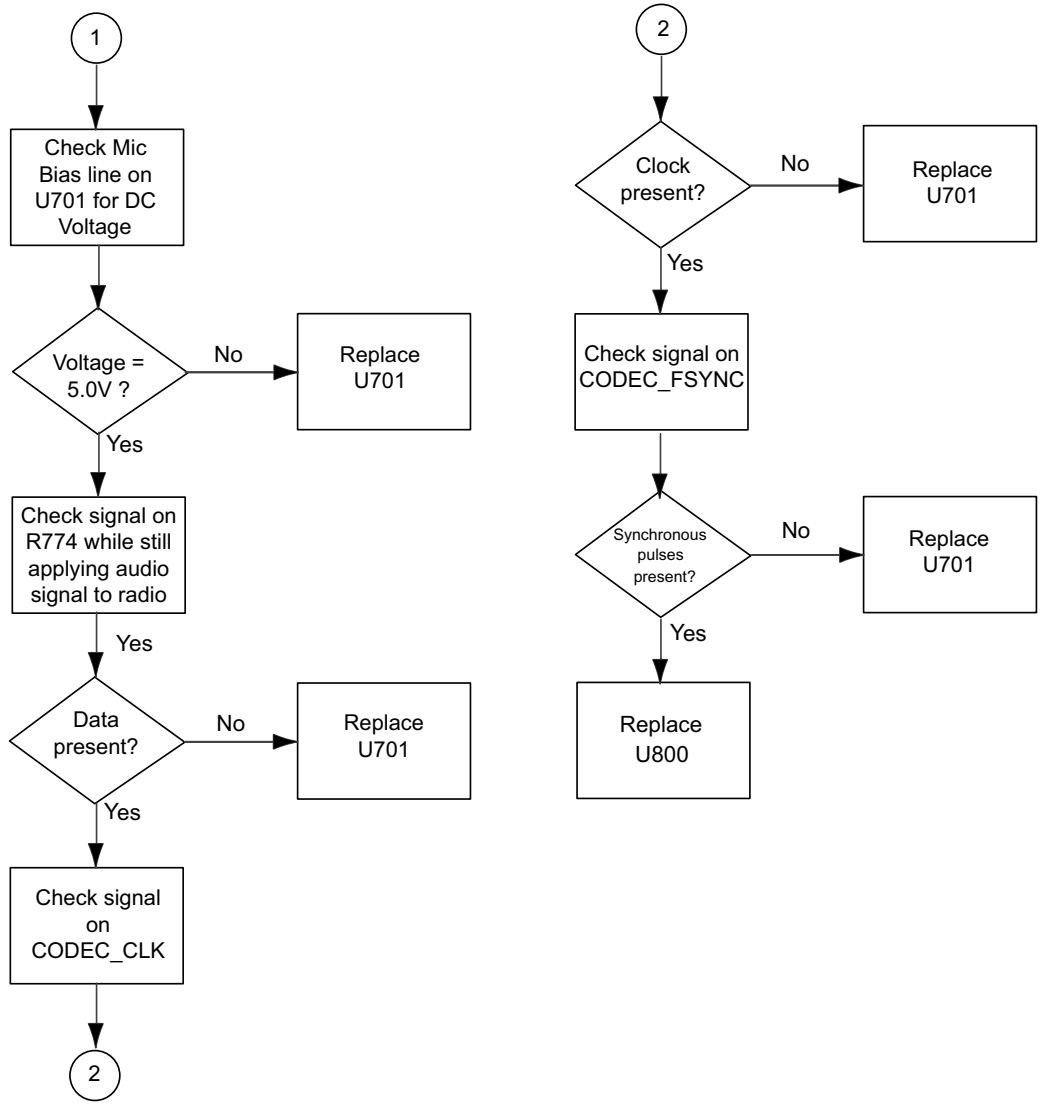 1
Check Mic
Bias line on
U701 for DC
Voltage
Voltage =
5.0V ?
No
Replace
U701
Yes
Check signal on
R774 while still
applying audio
signal to radio
Yes
Data
present?
No
Replace
U701
Yes
Check signal
on
CODEC_CLK
2
2
Clock
present?
No
Replace
U701
Yes
Check signal on
CODEC_FSYNC
Synchronous
pulses
present?
No
Replace
U701
Yes
Replace
U800